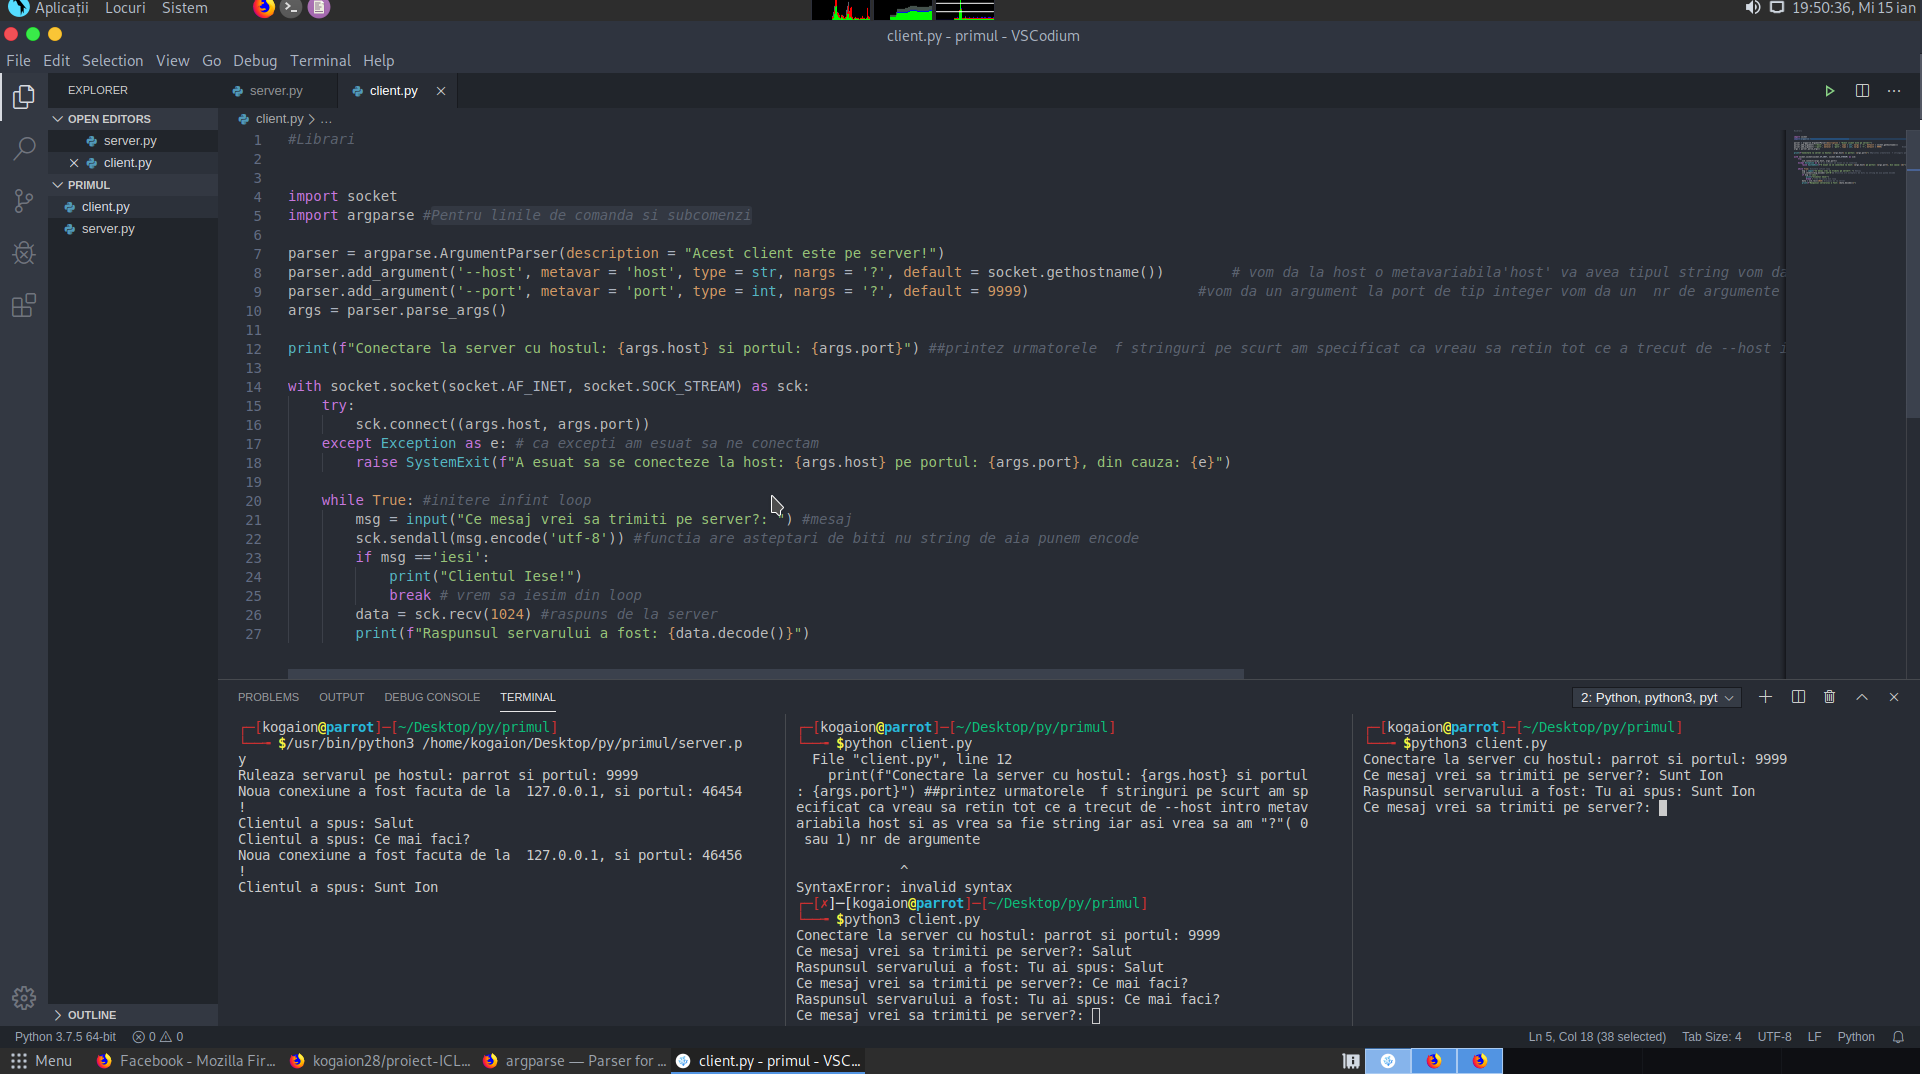 Aplicații Locuri Sistem 19:50:36, Mi 15 ian
client.py - primul - VSCodium
File Edit Selection View Go Debug Terminal Help
EXPLORER
OPEN EDITORS
server.py
client.py
PRIMUL
client.py
server.py
OUTLINE
server.py client.py
client.py > ...
1 #Librari
2
3
4 import socket
5 import argparse #Pentru linile de comanda si subcomenzi
6
7 parser = argparse.ArgumentParser(description = "Acest client este pe server!")
8 parser.add_argument('--host', metavar = 'host', type = str, nargs = '?', default = socket.gethostname()) # vom da la host o metavariabila'host' va avea tipul string vom da
9 parser.add_argument('--port', metavar = 'port', type = int, nargs = '?', default = 9999) #vom da un argument la port de tip integer vom da un  nr de argumente
10 args = parser.parse_args()
11
12 print(f"Conectare la server cu hostul: {args.host} si portul: {args.port}") ##printez urmatorele  f stringuri pe scurt am specificat ca vreau sa retin tot ce a trecut de --host i
13
14 with socket.socket(socket.AF_INET, socket.SOCK_STREAM) as sck:
15     try:
16         sck.connect((args.host, args.port))
17     except Exception as e: # ca excepti am esuat sa ne conectam
18         raise SystemExit(f"A esuat sa se conecteze la host: {args.host} pe portul: {args.port}, din cauza: {e}")
19
20     while True: #initere infint loop
21         msg = input("Ce mesaj vrei sa trimiti pe server?: ") #mesaj
22         sck.sendall(msg.encode('utf-8')) #functia are asteptari de biti nu string de aia punem encode
23         if msg =='iesi':
24             print("Clientul Iese!")
25             break # vrem sa iesim din loop
26         data = sck.recv(1024) #raspuns de la server
27         print(f"Raspunsul servarului a fost: {data.decode()}")
PROBLEMS OUTPUT DEBUG CONSOLE TERMINAL 2: Python, python3, pyt
┌─[kogaion@parrot]─[~/Desktop/py/primul]
└──╼ $/usr/bin/python3 /home/kogaion/Desktop/py/primul/server.p
y
Ruleaza servarul pe hostul: parrot si portul: 9999
Noua conexiune a fost facuta de la  127.0.0.1, si portul: 46454
!
Clientul a spus: Salut
Clientul a spus: Ce mai faci?
Noua conexiune a fost facuta de la  127.0.0.1, si portul: 46456
!
Clientul a spus: Sunt Ion
┌─[kogaion@parrot]─[~/Desktop/py/primul]
└──╼ $python client.py
  File "client.py", line 12
    print(f"Conectare la server cu hostul: {args.host} si portul
: {args.port}") ##printez urmatorele  f stringuri pe scurt am sp
ecificat ca vreau sa retin tot ce a trecut de --host intro metav
ariabila host si as vrea sa fie string iar asi vrea sa am "?"( 0
 sau 1) nr de argumente
^
SyntaxError: invalid syntax
┌─[✗]─[kogaion@parrot]─[~/Desktop/py/primul]
└──╼ $python3 client.py
Conectare la server cu hostul: parrot si portul: 9999
Ce mesaj vrei sa trimiti pe server?: Salut
Raspunsul servarului a fost: Tu ai spus: Salut
Ce mesaj vrei sa trimiti pe server?: Ce mai faci?
Raspunsul servarului a fost: Tu ai spus: Ce mai faci?
Ce mesaj vrei sa trimiti pe server?:
┌─[kogaion@parrot]─[~/Desktop/py/primul]
└──╼ $python3 client.py
Conectare la server cu hostul: parrot si portul: 9999
Ce mesaj vrei sa trimiti pe server?: Sunt Ion
Raspunsul servarului a fost: Tu ai spus: Sunt Ion
Ce mesaj vrei sa trimiti pe server?:
Python 3.7.5 64-bit 0 0 Ln 5, Col 18 (38 selected) Tab Size: 4 UTF-8 LF Python
Menu Facebook - Mozilla Fir... kogaion28/proiect-ICL... argparse — Parser for ... client.py - primul - VSC...